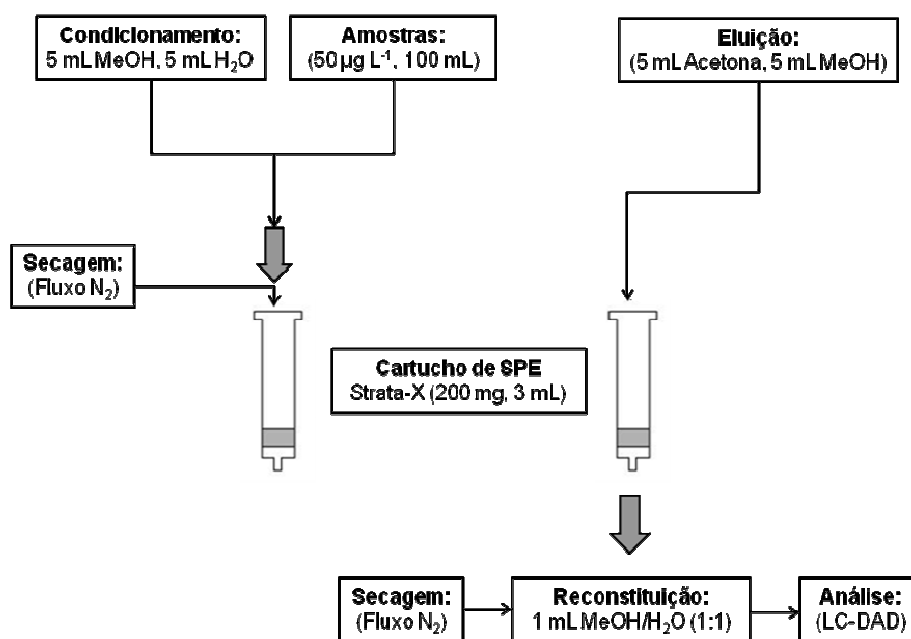 Condicionamento:
5 mL MeOH, 5 mL H₂O
Amostras:
(50 µg L⁻¹, 100 mL)
Eluição:
(5 mL Acetona, 5 mL MeOH)
Secagem:
(Fluxo N₂)
Cartucho de SPE
Strata-X (200 mg, 3 mL)
Secagem:
(Fluxo N₂)
Reconstituição:
1 mL MeOH/H₂O (1:1)
Análise:
(LC-DAD)